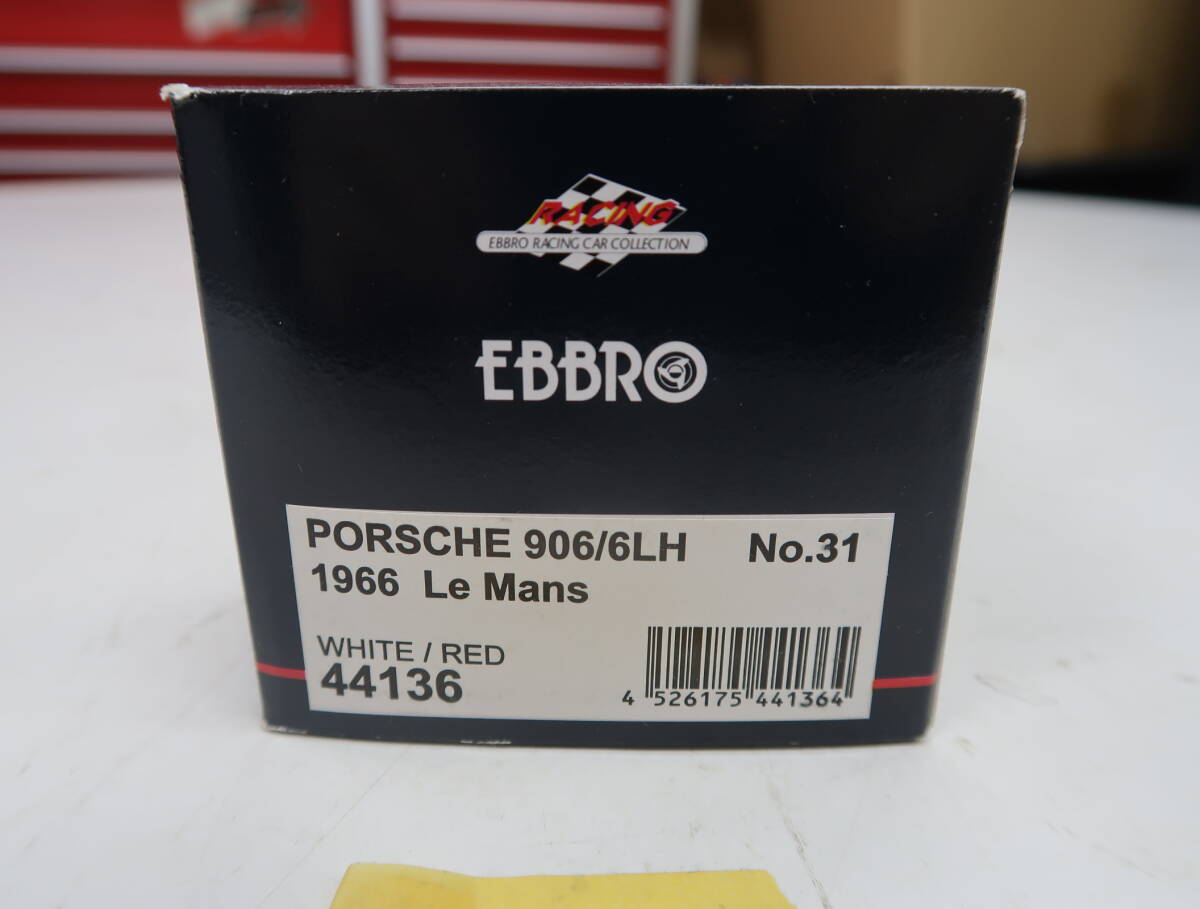 RACING
EBBRO RACING CAR COLLECTION
EBBRO
PORSCHE 906/6LH No.31
1966 Le Mans
WHITE / RED
44136
4 526175 441364